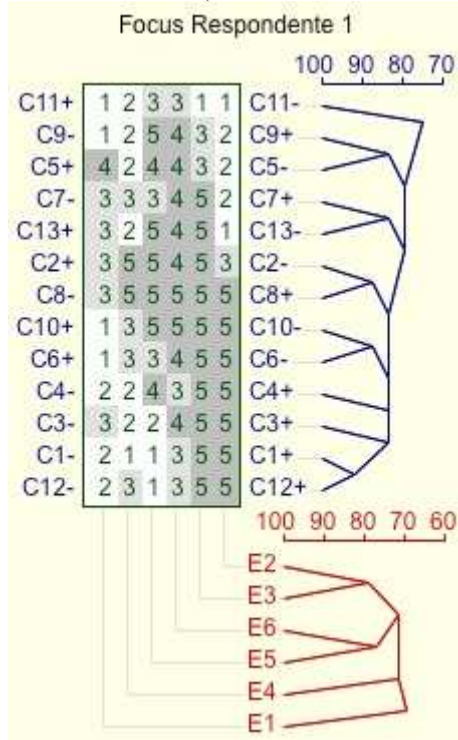 Focus Respondente 1
100 90 80 70
C11+ 1 2 3 3 1 1 C11-
C9- 1 2 5 4 3 2 C9+
C5+ 4 2 4 4 3 2 C5-
C7- 3 3 3 4 5 2 C7+
C13+ 3 2 5 4 5 1 C13-
C2+ 3 5 5 4 5 3 C2-
C8- 3 5 5 5 5 5 C8+
C10+ 1 3 5 5 5 5 C10-
C6+ 1 3 3 4 5 5 C6-
C4- 2 2 4 3 5 5 C4+
C3- 3 2 2 4 5 5 C3+
C1- 2 1 1 3 5 5 C1+
C12- 2 3 1 3 5 5 C12+
100 90 80 70 60
E2
E3
E6
E5
E4
E1